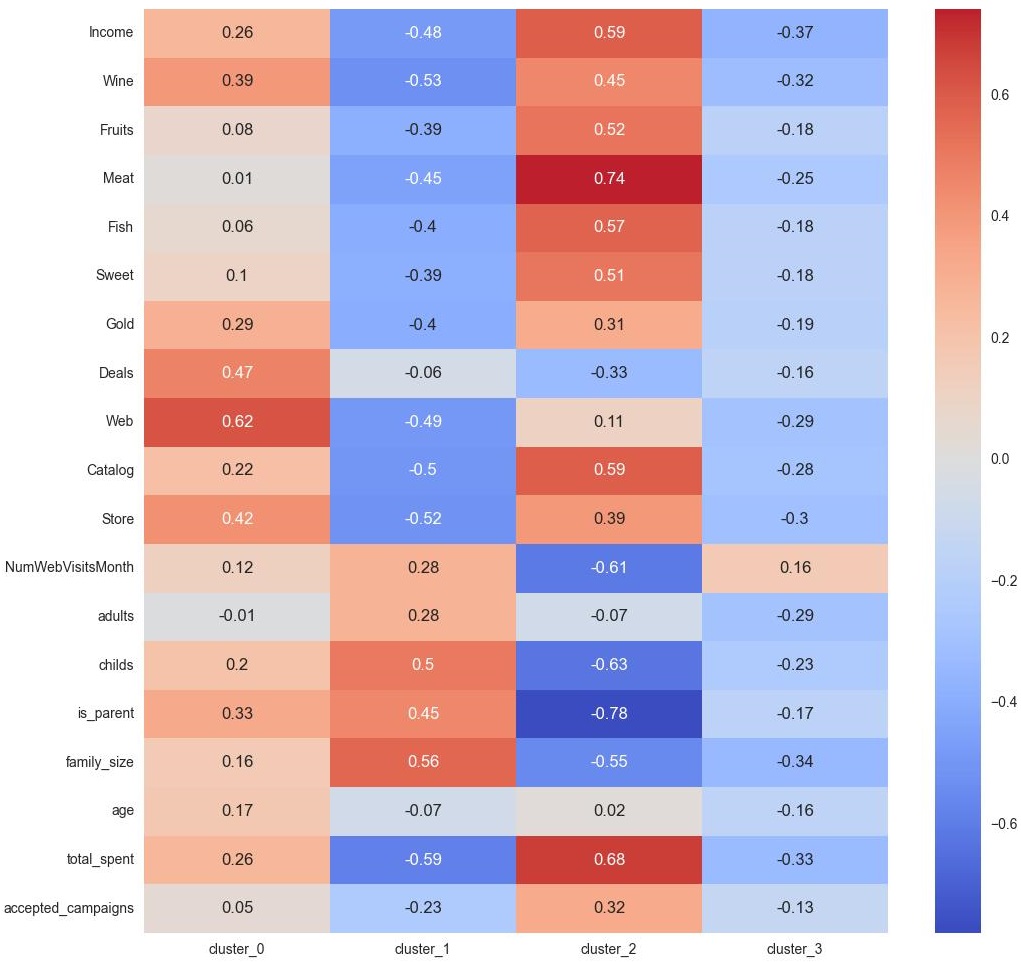 Income 0.26 -0.48 0.59 -0.37
Wine 0.39 -0.53 0.45 -0.32
Fruits 0.08 -0.39 0.52 -0.18
Meat 0.01 -0.45 0.74 -0.25
Fish 0.06 -0.4 0.57 -0.18
Sweet 0.1 -0.39 0.51 -0.18
Gold 0.29 -0.4 0.31 -0.19
Deals 0.47 -0.06 -0.33 -0.16
Web 0.62 -0.49 0.11 -0.29
Catalog 0.22 -0.5 0.59 -0.28
Store 0.42 -0.52 0.39 -0.3
NumWebVisitsMonth 0.12 0.28 -0.61 0.16
adults -0.01 0.28 -0.07 -0.29
childs 0.2 0.5 -0.63 -0.23
is_parent 0.33 0.45 -0.78 -0.17
family_size 0.16 0.56 -0.55 -0.34
age 0.17 -0.07 0.02 -0.16
total_spent 0.26 -0.59 0.68 -0.33
accepted_campaigns 0.05 -0.23 0.32 -0.13
cluster_0 cluster_1 cluster_2 cluster_3
0.6
0.4
0.2
0.0
−0.2
−0.4
−0.6